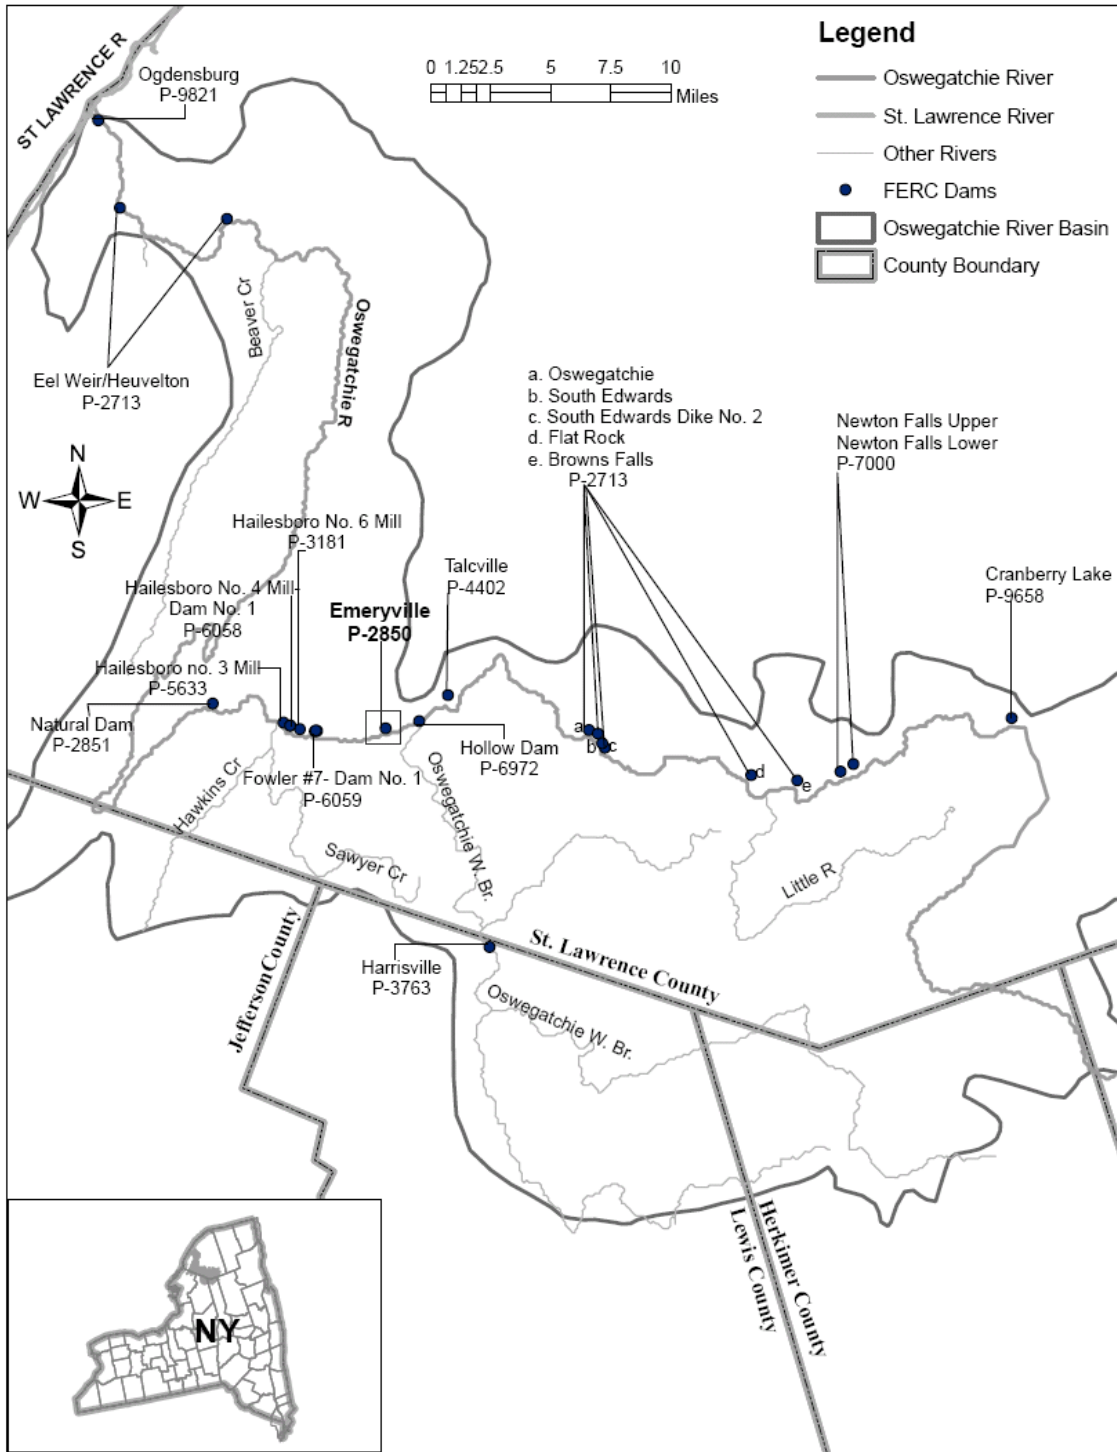 ST LAWRENCE R
Ogdensburg
P-9821
0 1.25 2.5 5 7.5 10
Miles
Legend
Oswegatchie River
St. Lawrence River
Other Rivers
FERC Dams
Oswegatchie River Basin
County Boundary
Beaver Cr
Oswegatchie R
Eel Weir/Heuvelton
P-2713
N
W E
S
a. Oswegatchie
b. South Edwards
c. South Edwards Dike No. 2
d. Flat Rock
e. Browns Falls
P-2713
Newton Falls Upper
Newton Falls Lower
P-7000
Hailesboro No. 6 Mill
P-3181
Hailesboro No. 4 Mill
Dam No. 1
P-6058
Hailesboro no. 3 Mill
P-5633
Natural Dam
P-2851
Emeryville
P-2850
Talcville
P-4402
Cranberry Lake
P-9658
Hollow Dam
P-6972
Fowler #7- Dam No. 1
P-6059
a
b
c
d
e
Hawkins Cr
Sawyer Cr
Oswegatchie W. Br.
Little R
Harrisville
P-3763
St. Lawrence County
Jefferson County
Oswegatchie W. Br.
Lewis County
Herkimer County
NY